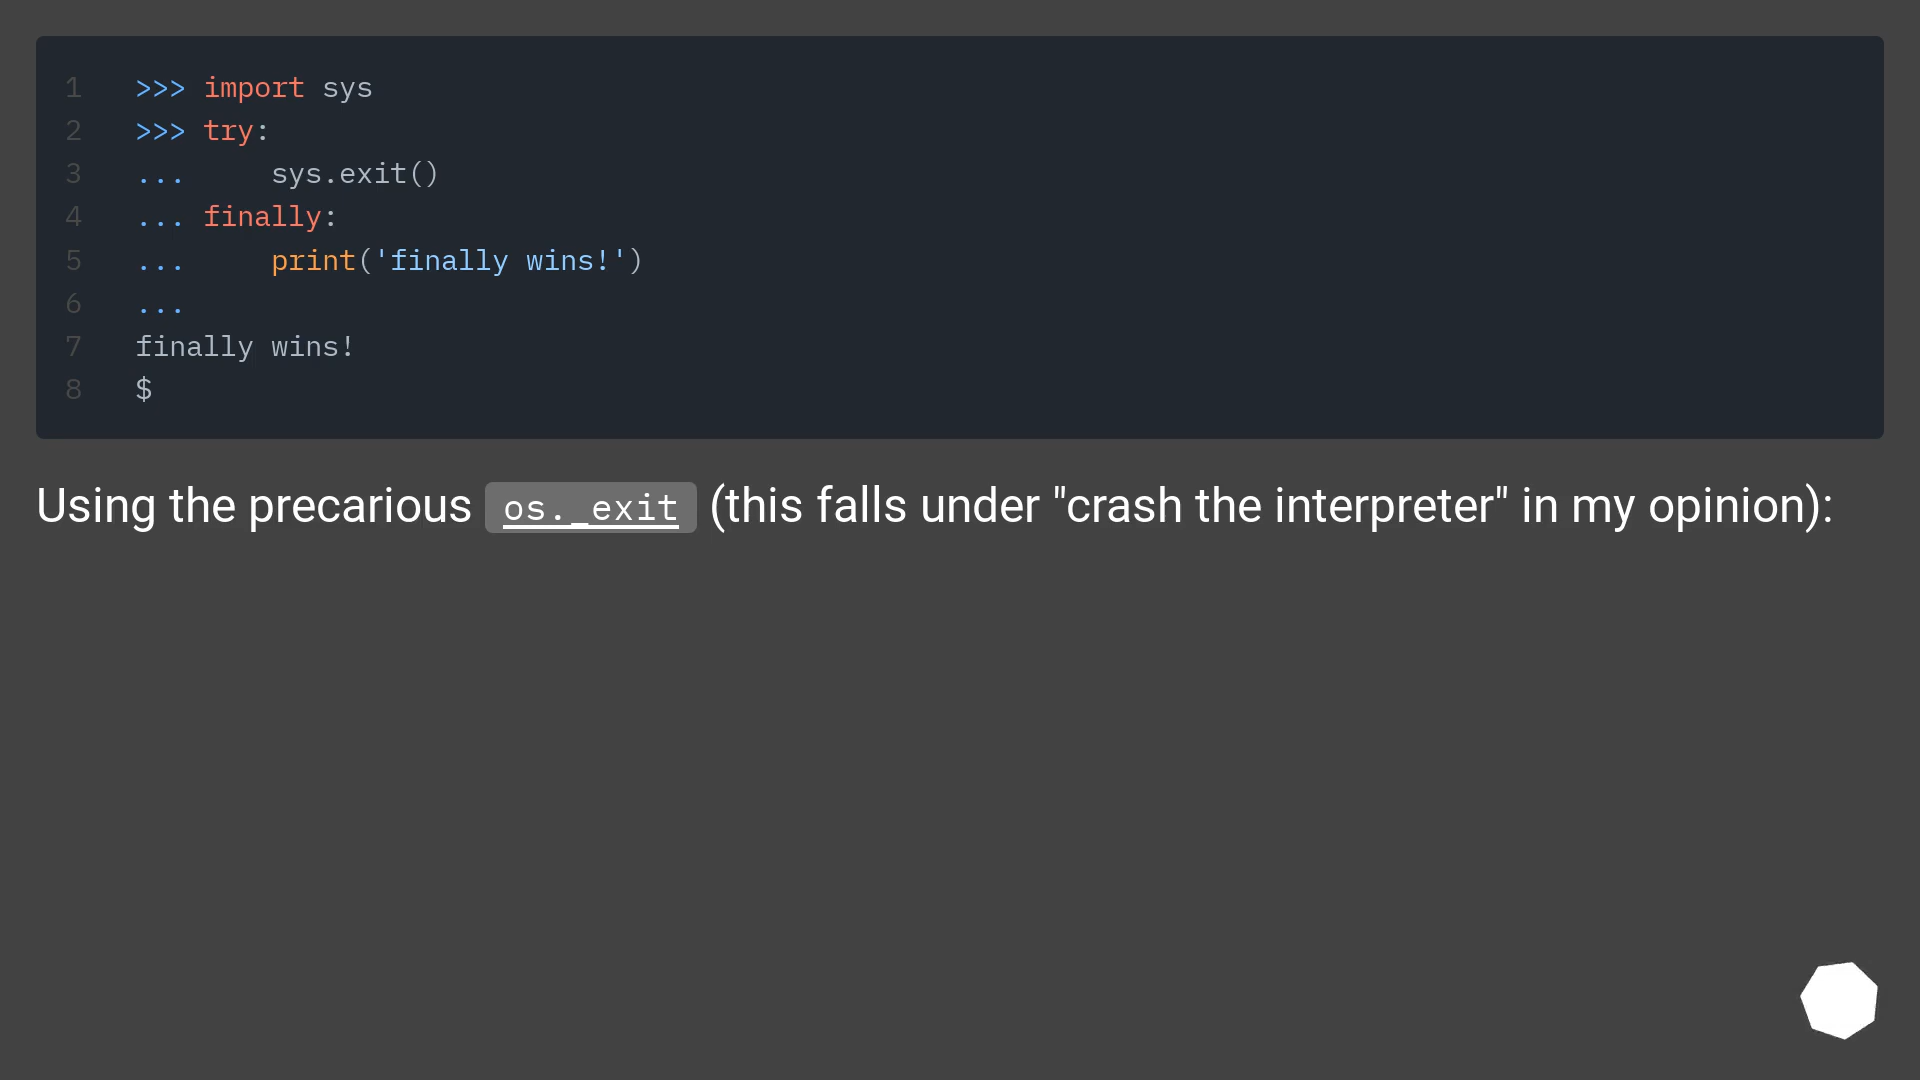 1 >>> import sys
2 >>> try:
3 ...     sys.exit()
4 ... finally:
5 ...     print('finally wins!')
6 ...
7 finally wins!
8 $
Using the precarious os._exit (this falls under "crash the interpreter" in my opinion):